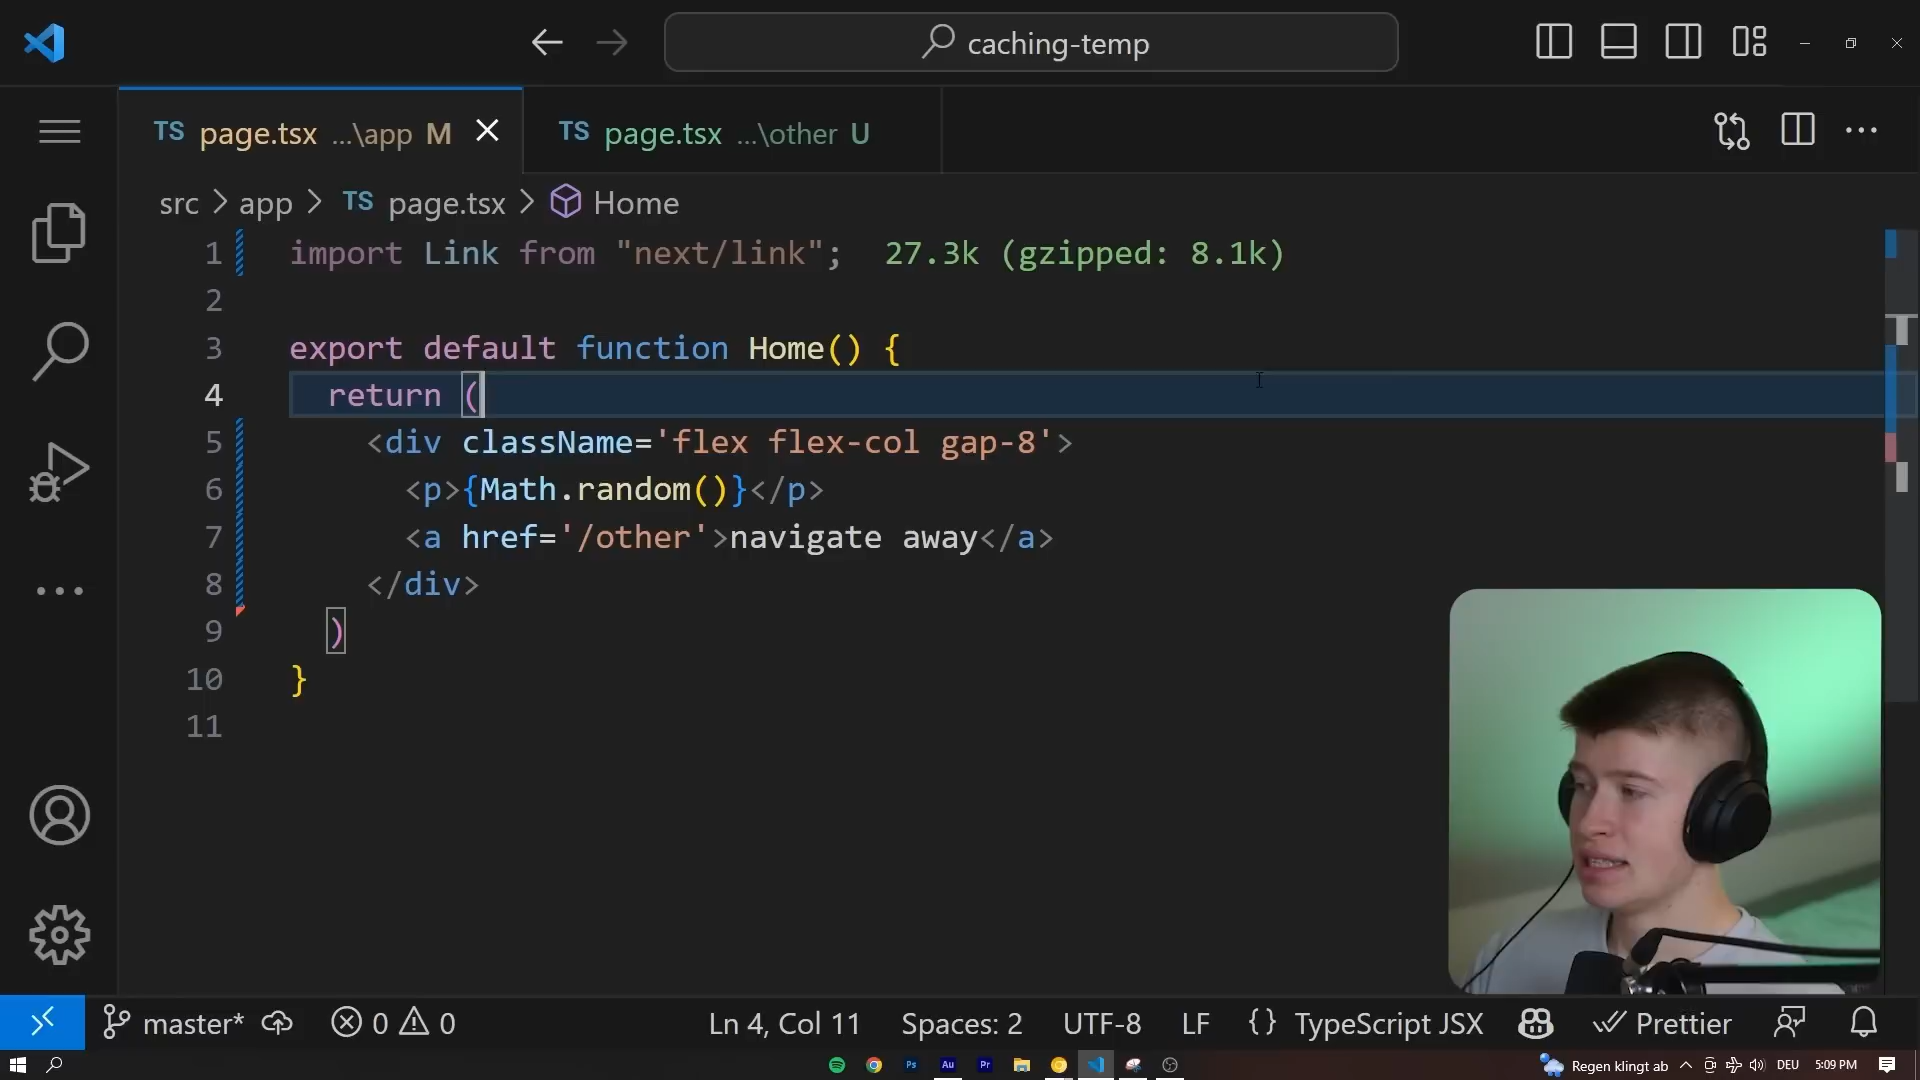 caching-temp
TS page.tsx ...\app M
TS page.tsx ...\other U
src > app > TS page.tsx > Home
1 import Link from "next/link"; 27.3k (gzipped: 8.1k)
2
3 export default function Home() {
4 return (
5 <div className='flex flex-col gap-8'>
6 <p>{Math.random()}</p>
7 <a href='/other'>navigate away</a>
8 </div>
9 )
10 }
11
master* 0 0 Ln 4, Col 11 Spaces: 2 UTF-8 LF {} TypeScript JSX Prettier
Ps Au Pr Regen klingt ab DEU 5:09 PM